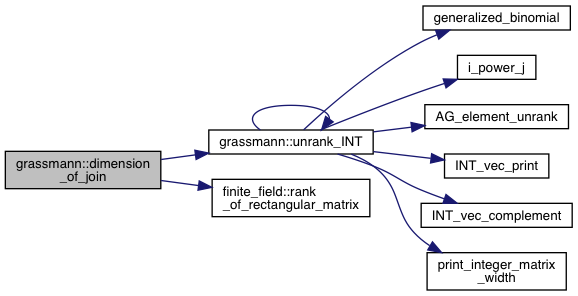 grassmann::dimension
_of_join
grassmann::unrank_INT
finite_field::rank
_of_rectangular_matrix
generalized_binomial
i_power_j
AG_element_unrank
INT_vec_print
INT_vec_complement
print_integer_matrix
_width